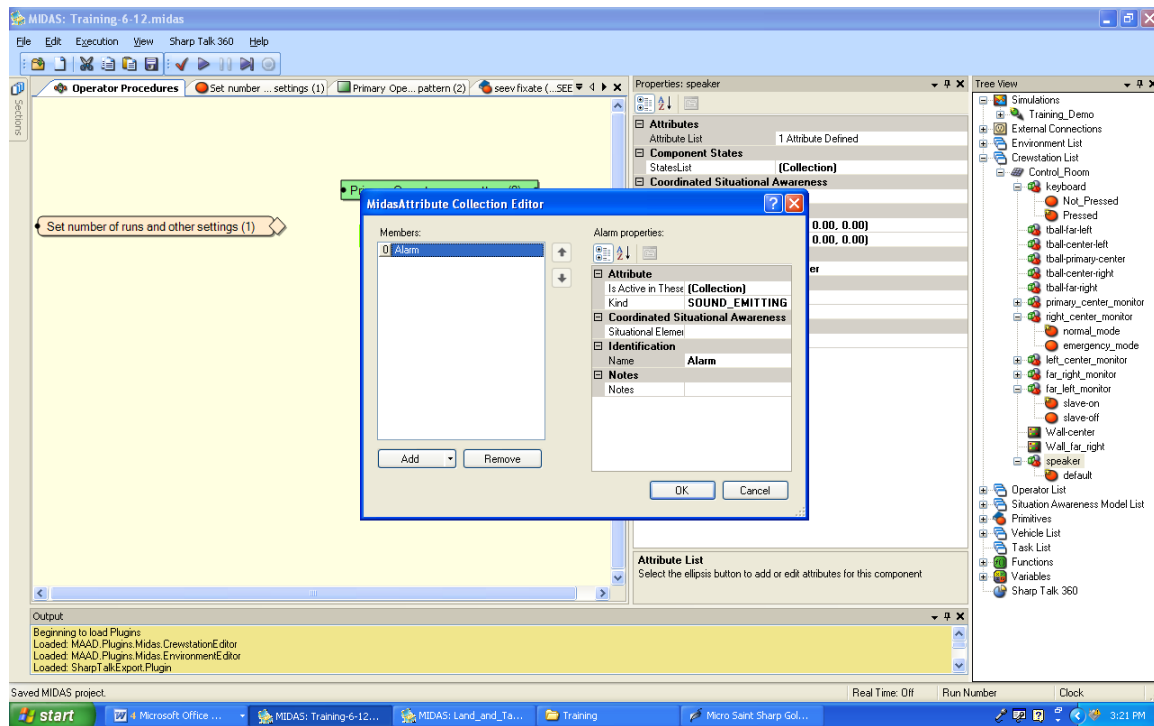 MIDAS: Training-6-12.midas
File Edit Execution View Sharp Talk 360 Help
Sections
Operator Procedures Set number ... settings (1) Primary Ope... pattern (2) seev fixate (...SEE
Set number of runs and other settings (1)
Properties: speaker
Attributes
Attribute List 1 Attribute Defined
Component States
StatesList (Collection)
Coordinated Situational Awareness
0.00, 0.00)
0.00, 0.00)
er
Attribute List
Select the ellipsis button to add or edit attributes for this component
MidasAttribute Collection Editor
Members:
0 Alarm
Add Remove
Alarm properties:
Attribute
Is Active in These (Collection)
Kind SOUND_EMITTING
Coordinated Situational Awareness
Situational Elemer
Identification
Name Alarm
Notes
Notes
OK Cancel
Tree View
Simulations
Training_Demo
External Connections
Environment List
Crewstation List
Control_Room
keyboard
Not_Pressed
Pressed
tball-far-left
tball-center-left
tball-primary-center
tball-center-right
tball-far-right
primary_center_monitor
right_center_monitor
normal_mode
emergency_mode
left_center_monitor
far_right_monitor
far_left_monitor
slave-on
slave-off
Wall-center
Wall_far_right
speaker
default
Operator List
Situation Awareness Model List
Primitives
Vehicle List
Task List
Functions
Variables
Sharp Talk 360
Output
Beginning to load Plugins
Loaded: MAAD.Plugins.Midas.CrewstationEditor
Loaded: MAAD.Plugins.Midas.EnvironmentEditor
Loaded: SharpTalkExport.Plugin
Saved MIDAS project. Real Time: Off Run Number Clock
start 4 Microsoft Office ... MIDAS: Training-6-12... MIDAS: Land_and_Ta... Training Micro Saint Sharp Gol... 3:21 PM